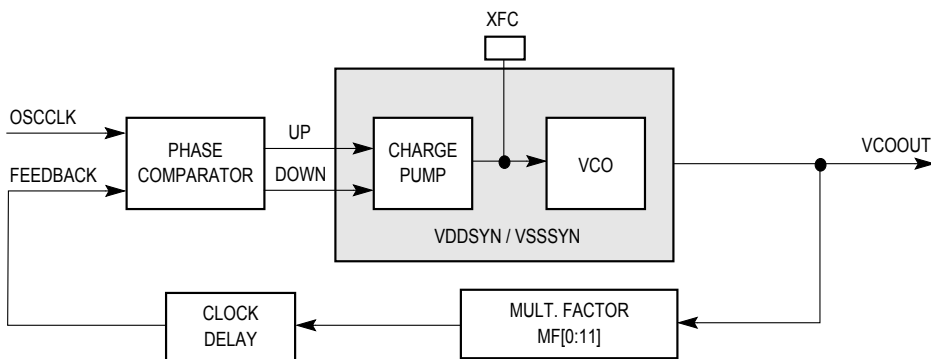 XFC
OSCCLK
FEEDBACK
PHASE
COMPARATOR
UP
DOWN
CHARGE
PUMP
VCO
VCOOUT
VDDSYN / VSSSYN
CLOCK
DELAY
MULT. FACTOR
MF[0:11]